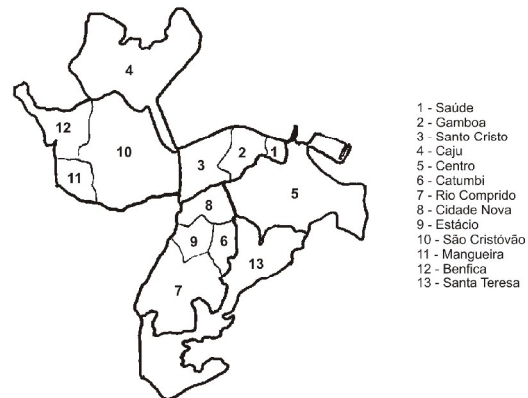 4
12
10
11
3
2
1
5
8
9
6
13
7
1 - Saúde
2 - Gamboa
3 - Santo Cristo
4 - Caju
5 - Centro
6 - Catumbi
7 - Rio Comprido
8 - Cidade Nova
9 - Estácio
10 - São Cristóvão
11 - Mangueira
12 - Benfica
13 - Santa Teresa